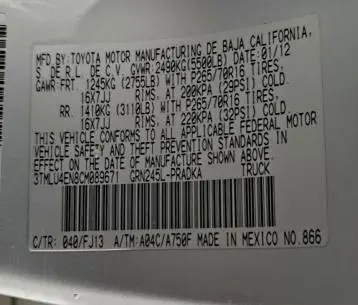 MFD.BY:TOYOTA MOTOR MANUFACTURING DE BAJA CALIFORNIA,
S. DE R.L. DE C.V. GVWR:2490KG(5500LB) DATE:01/12
GAWR:FRT. 1245KG (2755LB) WITH P265/70R16 TIRES,
16X7JJ RIMS, AT 200KPA (29PSI) COLD.
RR. 1410KG (3110LB) WITH P265/70R16 TIRES,
16X7JJ RIMS, AT 220KPA (32PSI) COLD.
THIS VEHICLE CONFORMS TO ALL APPLICABLE FEDERAL MOTOR
VEHICLE SAFETY AND THEFT PREVENTION STANDARDS IN
EFFECT ON THE DATE OF MANUFACTURE SHOWN ABOVE.
3TMLU4EN8CM089671 GRN245L-PRADKA TRUCK
C/TR: 040/FJ13 A/TM: A04C/A750F MADE IN MEXICO NO.866